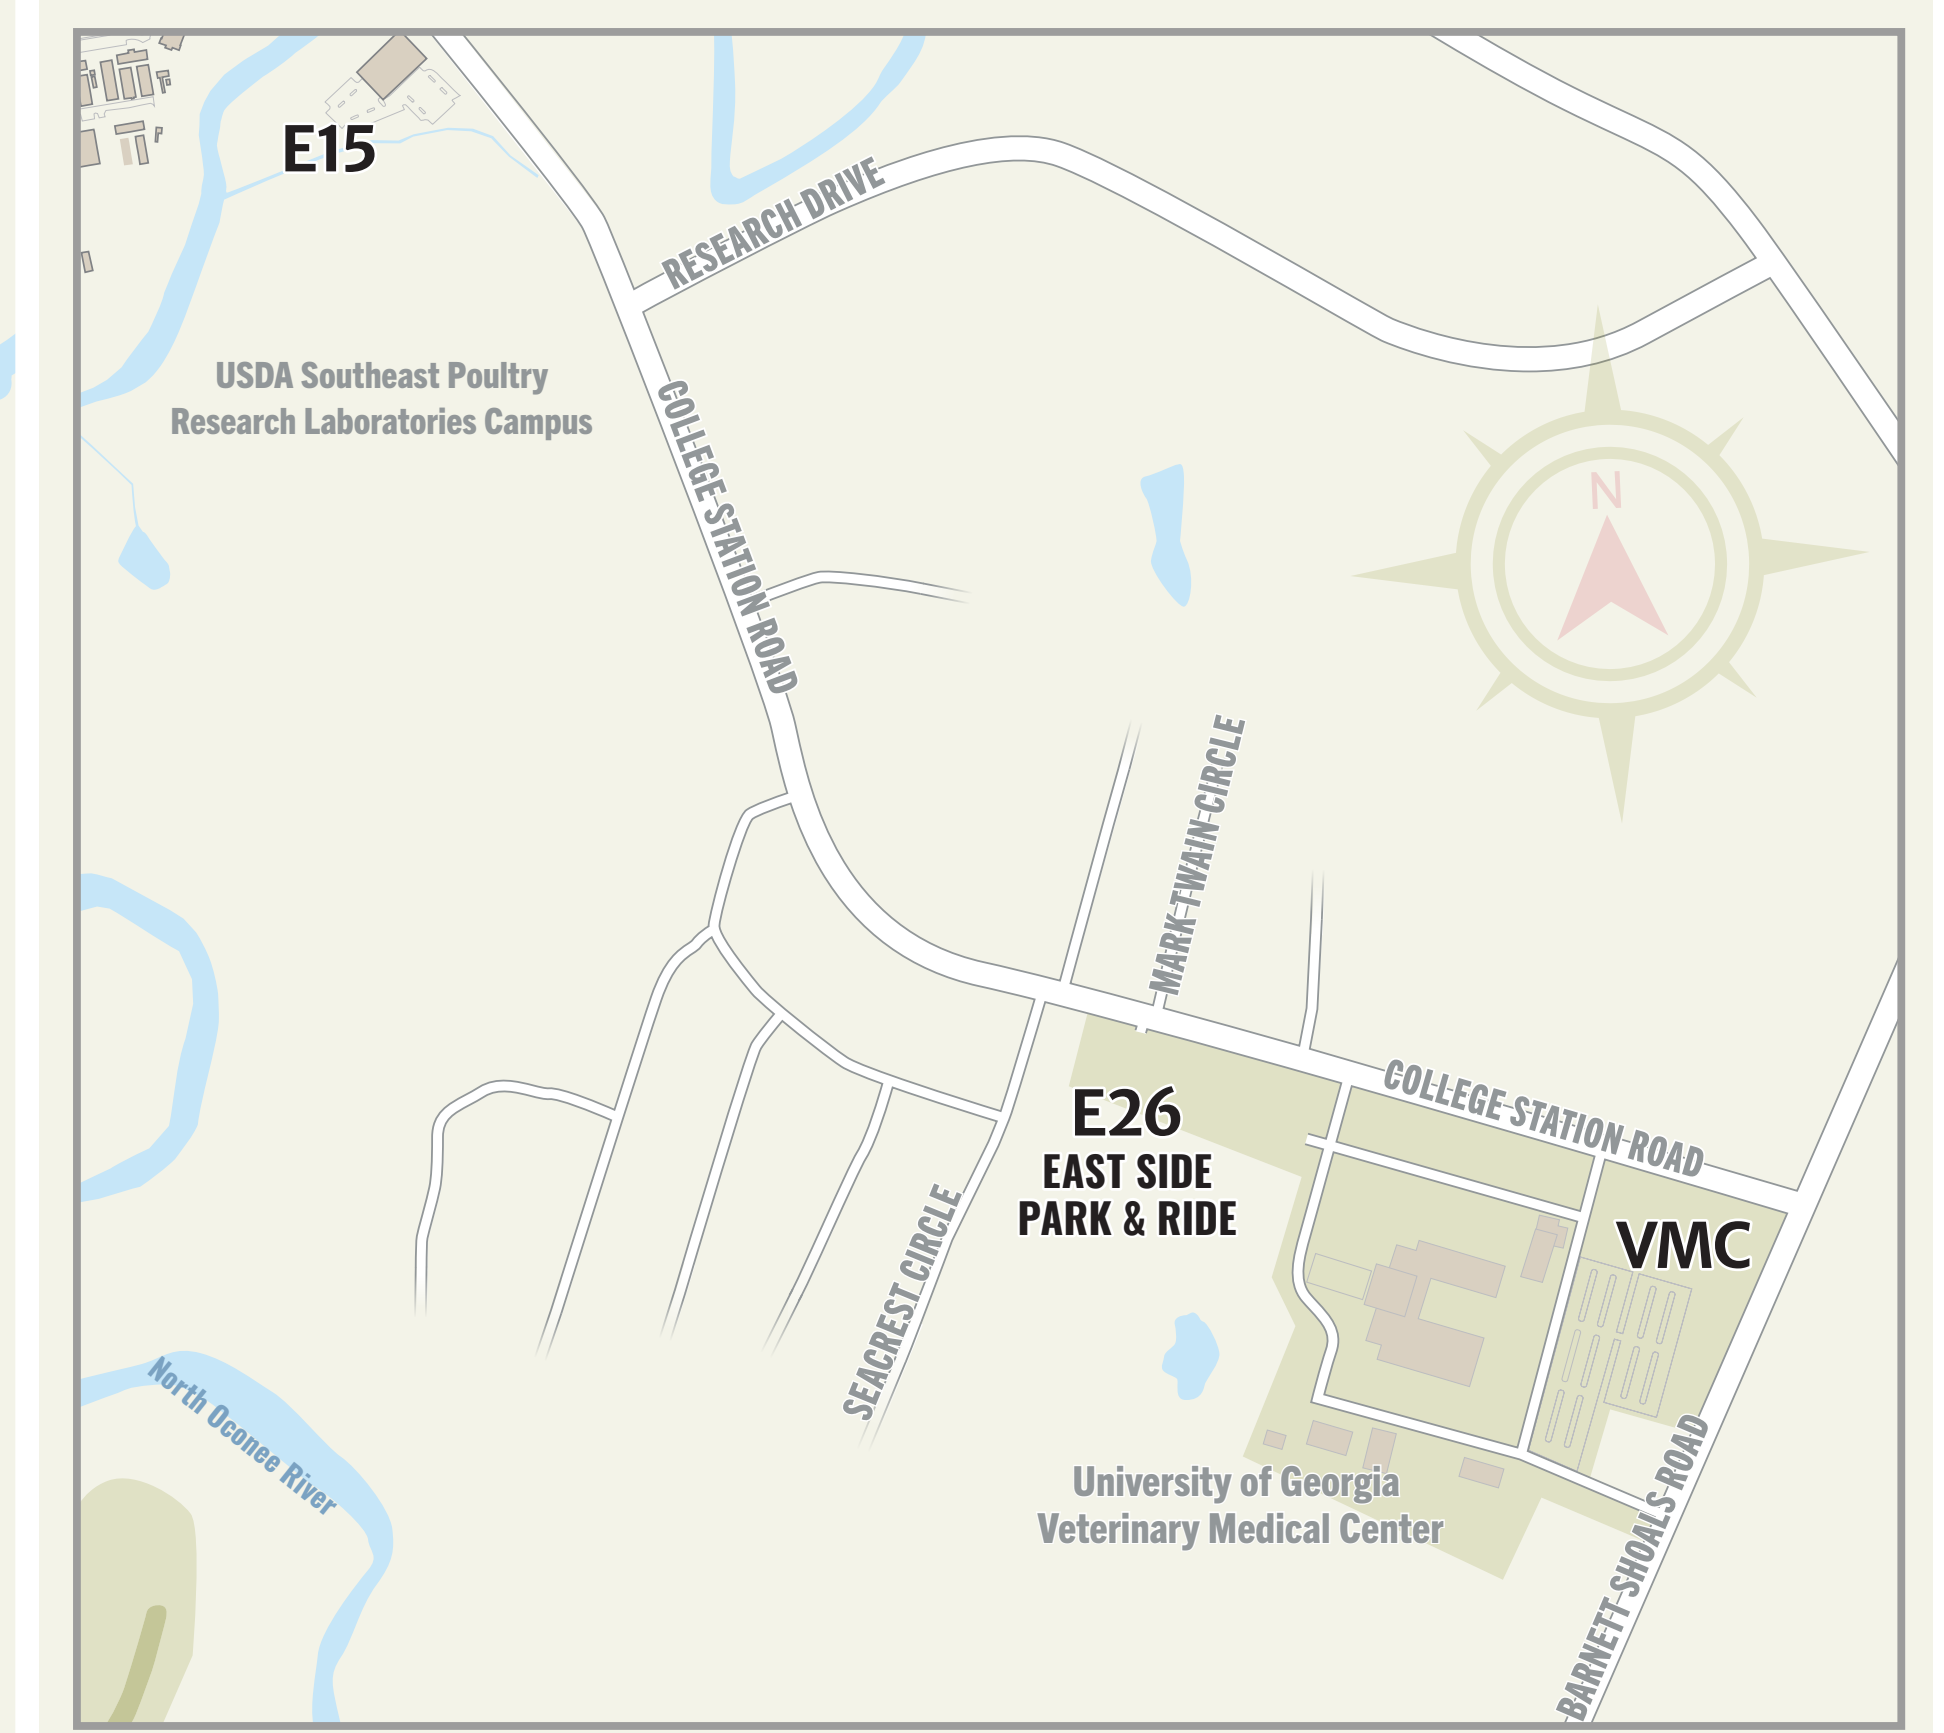 E15
RESEARCH DRIVE
USDA Southeast Poultry
Research Laboratories Campus
COLLEGE STATION ROAD
N
MARK TWAIN CIRCLE
COLLEGE STATION ROAD
E26
EAST SIDE
PARK & RIDE
VMC
SEACREST CIRCLE
North Oconee River
University of Georgia
Veterinary Medical Center
BARNETT SHOALS ROAD